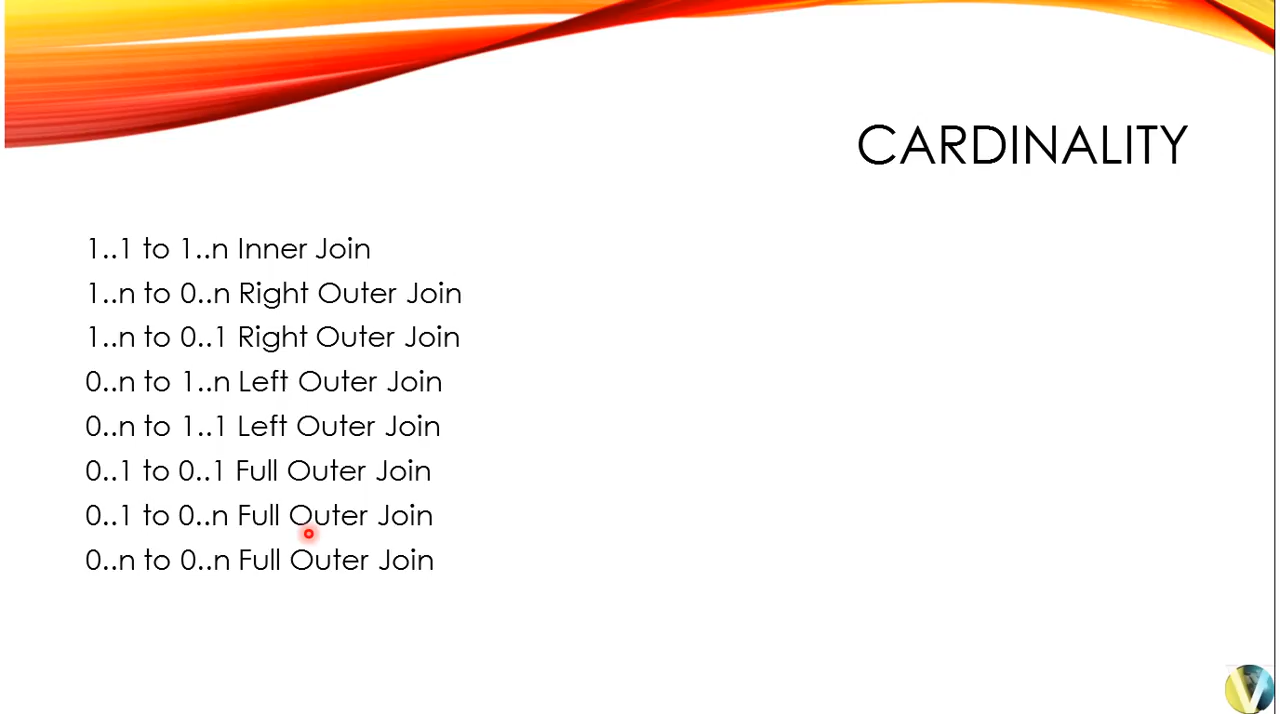 CARDINALITY
1..1 to 1..n Inner Join
1..n to 0..n Right Outer Join
1..n to 0..1 Right Outer Join
0..n to 1..n Left Outer Join
0..n to 1..1 Left Outer Join
0..1 to 0..1 Full Outer Join
0..1 to 0..n Full Outer Join
0..n to 0..n Full Outer Join
V